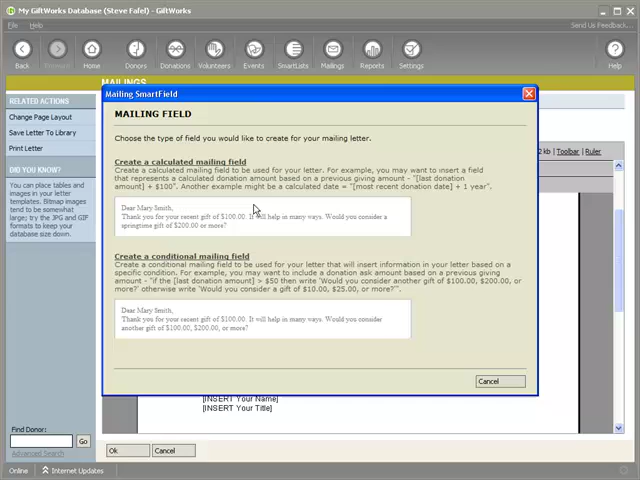 My GiftWorks Database (Steve Fafel) - GiftWorks
File Help Send Us Feedback...
Back Forward Home Donors Donations Volunteers Events SmartLists Mailings Reports Settings Help
MAILINGS
RELATED ACTIONS
Change Page Layout
Save Letter To Library
Print Letter
DID YOU KNOW?
You can place tables and
images in your letter
templates. Bitmap images
tend to be somewhat
large; try the JPG and GIF
formats to keep your
database size down.
Find Donor:
Go
Advanced Search
2 kb | Toolbar | Ruler
Mailing SmartField
MAILING FIELD
Choose the type of field you would like to create for your mailing letter.
Create a calculated mailing field
Create a calculated mailing field to be used for your letter. For example, you may want to insert a field
that represents a calculated donation amount based on a previous giving amount - "[last donation
amount] + $100". Another example might be a calculated date = "[most recent donation date] + 1 year".
Dear Mary Smith,
Thank you for your recent gift of $100.00. It will help in many ways. Would you consider a
springtime gift of $200.00 or more?
Create a conditional mailing field
Create a conditional mailing field to be used for your letter that will insert information in your letter based on a
specific condition. For example, you may want to include a donation ask amount based on a previous giving
amount - "if the [last donation amount] > $50 then write 'Would you consider another gift of $100.00, $200.00, or
more?' otherwise write 'Would you consider a gift of $10.00, $25.00, or more?'".
Dear Mary Smith,
Thank you for your recent gift of $100.00. It will help in many ways. Would you consider
another gift of $100.00, $200.00, or more?
Cancel
[INSERT Your Name]
[INSERT Your Title]
Ok Cancel
Online Internet Updates